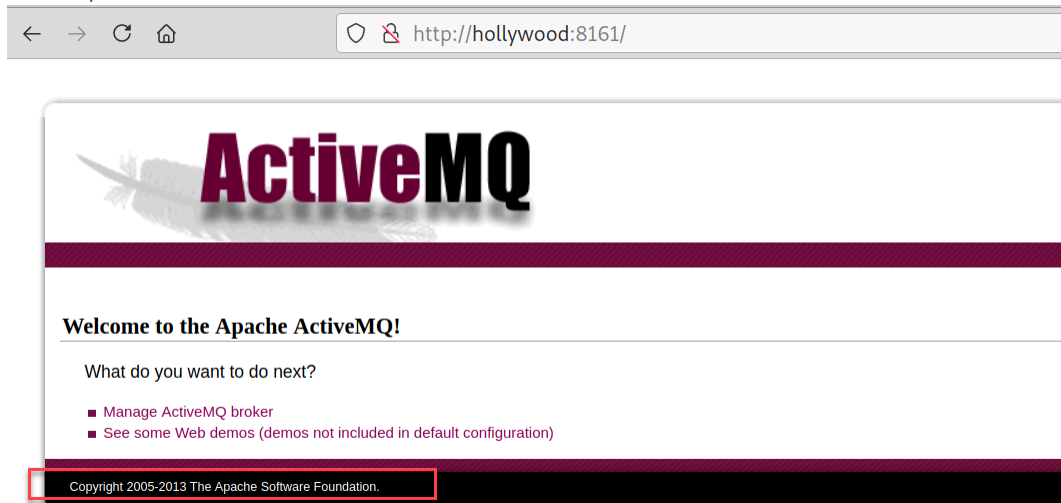 http://hollywood:8161/
ActiveMQ
Welcome to the Apache ActiveMQ!
What do you want to do next?
Manage ActiveMQ broker
See some Web demos (demos not included in default configuration)
Copyright 2005-2013 The Apache Software Foundation.